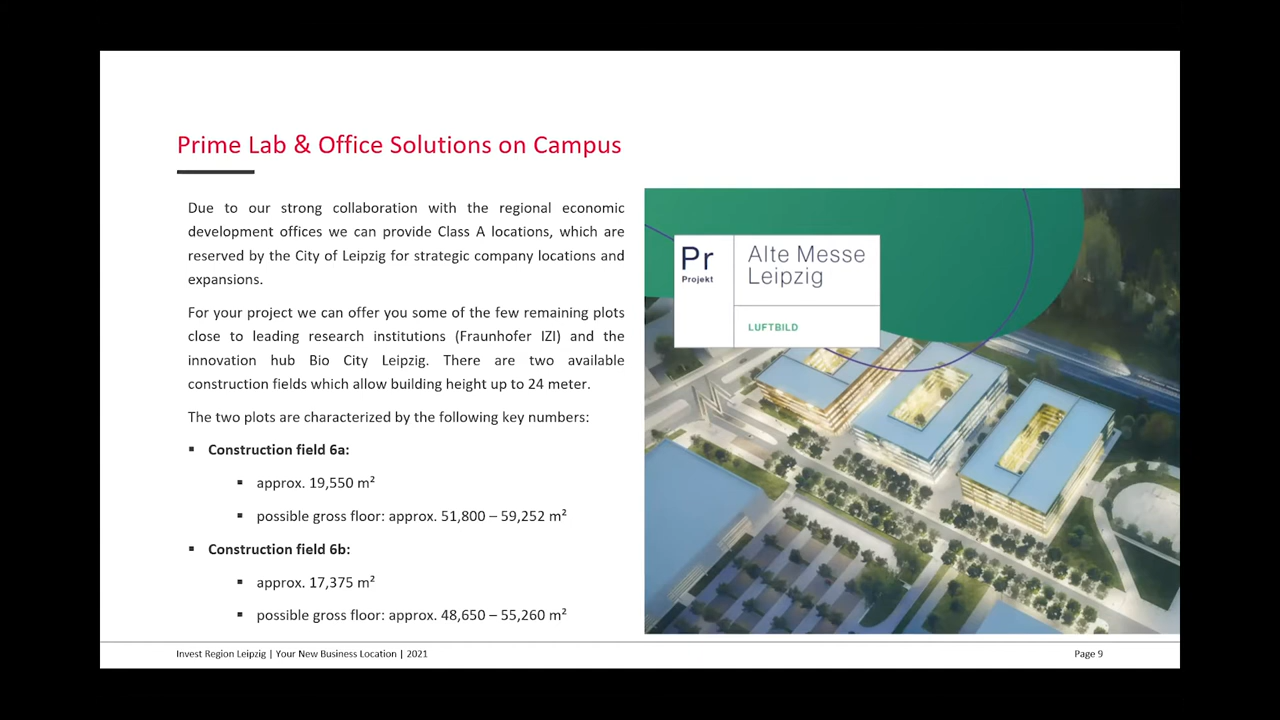 Prime Lab & Office Solutions on Campus
Due to our strong collaboration with the regional economic
development offices we can provide Class A locations, which are
reserved by the City of Leipzig for strategic company locations and
expansions.
For your project we can offer you some of the few remaining plots
close to leading research institutions (Fraunhofer IZI) and the
innovation hub Bio City Leipzig. There are two available
construction fields which allow building height up to 24 meter.
The two plots are characterized by the following key numbers:
▪ Construction field 6a:
▪ approx. 19,550 m²
▪ possible gross floor: approx. 51,800 – 59,252 m²
▪ Construction field 6b:
▪ approx. 17,375 m²
▪ possible gross floor: approx. 48,650 – 55,260 m²
Pr
Projekt
Alte Messe
Leipzig
LUFTBILD
Invest Region Leipzig | Your New Business Location | 2021
Page 9